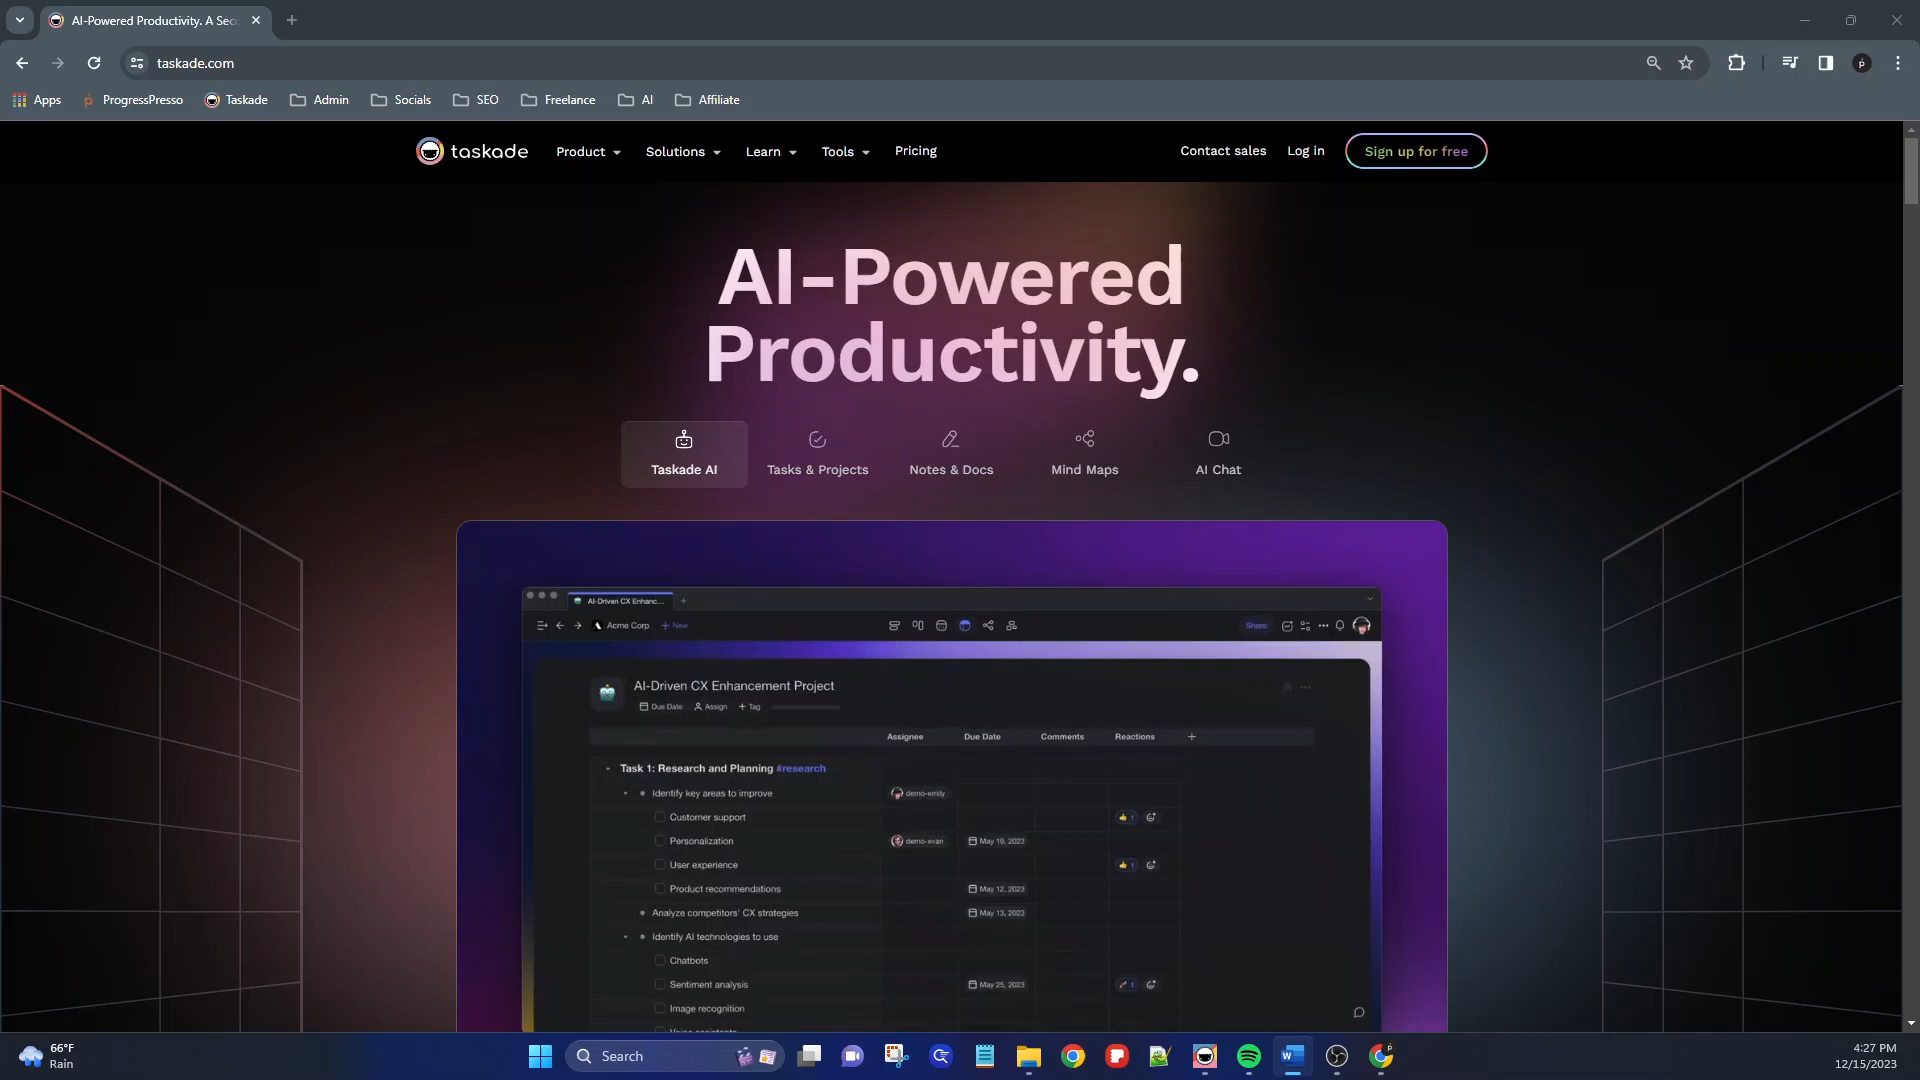 AI-Powered Productivity. A Sec
taskade.com
Apps ProgressPresso Taskade Admin Socials SEO Freelance AI Affiliate
taskade Product Solutions Learn Tools Pricing Contact sales Log in Sign up for free
AI-Powered
Productivity.
Taskade AI Tasks & Projects Notes & Docs Mind Maps AI Chat
AI-Driven CX Enhanc...
Acme Corp + New Share
AI-Driven CX Enhancement Project
Due Date Assign + Tag
Assignee Due Date Comments Reactions +
Task 1: Research and Planning #research
Identify key areas to improve demo-emily
Customer support 1
Personalization demo-evan May 19, 2023
User experience 1
Product recommendations May 12, 2023
Analyze competitors' CX strategies May 13, 2023
Identify AI technologies to use
Chatbots
Sentiment analysis May 25, 2023 1
Image recognition
66°F
Rain
Search
4:27 PM
12/15/2023